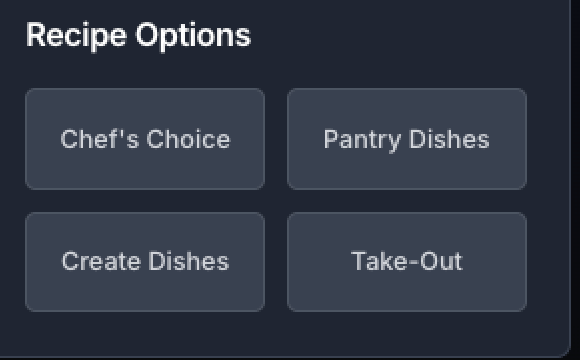 Recipe Options
Chef's Choice
Pantry Dishes
Create Dishes
Take-Out